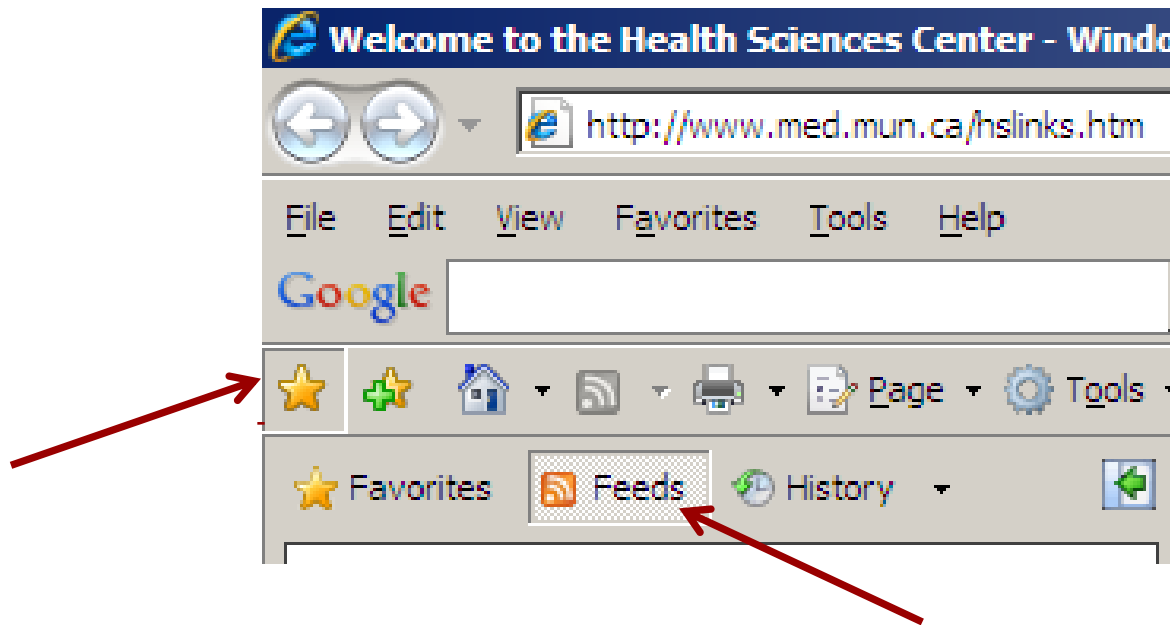 Welcome to the Health Sciences Center - Windo
http://www.med.mun.ca/hslinks.htm
File Edit View Favorites Tools Help
Google
Page Tools
Favorites Feeds History